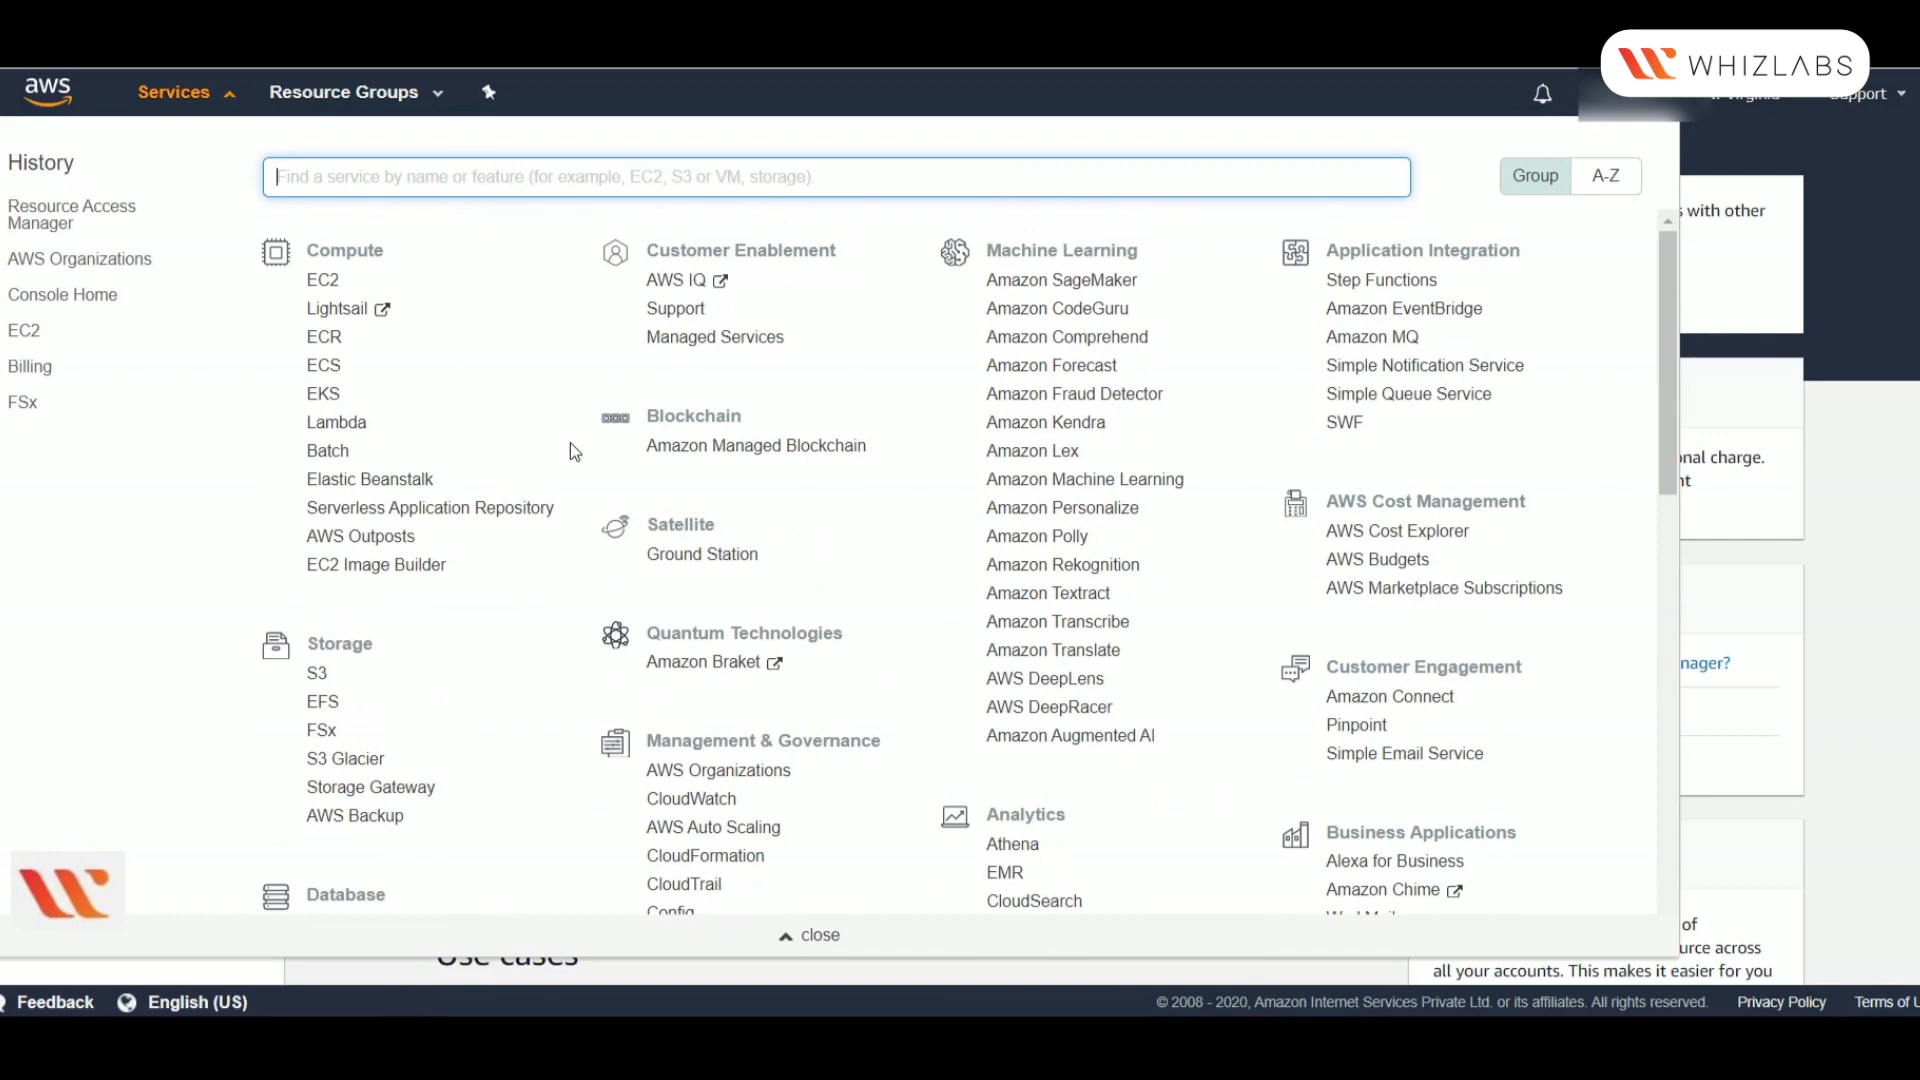 WHIZLABS
aws
Services
Resource Groups
History
Find a service by name or feature (for example, EC2, S3 or VM, storage).
Group
A-Z
Resource Access
Manager
AWS Organizations
Console Home
EC2
Billing
FSx
Compute
EC2
Lightsail
ECR
ECS
EKS
Lambda
Batch
Elastic Beanstalk
Serverless Application Repository
AWS Outposts
EC2 Image Builder
Storage
S3
EFS
FSx
S3 Glacier
Storage Gateway
AWS Backup
Database
Customer Enablement
AWS IQ
Support
Managed Services
Blockchain
Amazon Managed Blockchain
Satellite
Ground Station
Quantum Technologies
Amazon Braket
Management & Governance
AWS Organizations
CloudWatch
AWS Auto Scaling
CloudFormation
CloudTrail
Config
Machine Learning
Amazon SageMaker
Amazon CodeGuru
Amazon Comprehend
Amazon Forecast
Amazon Fraud Detector
Amazon Kendra
Amazon Lex
Amazon Machine Learning
Amazon Personalize
Amazon Polly
Amazon Rekognition
Amazon Textract
Amazon Transcribe
Amazon Translate
AWS DeepLens
AWS DeepRacer
Amazon Augmented AI
Analytics
Athena
EMR
CloudSearch
Application Integration
Step Functions
Amazon EventBridge
Amazon MQ
Simple Notification Service
Simple Queue Service
SWF
AWS Cost Management
AWS Cost Explorer
AWS Budgets
AWS Marketplace Subscriptions
Customer Engagement
Amazon Connect
Pinpoint
Simple Email Service
Business Applications
Alexa for Business
Amazon Chime
with other
charge.
nager?
of
urce across
all your accounts. This makes it easier for you
close
Use cases
Feedback
English (US)
© 2008 - 2020, Amazon Internet Services Private Ltd. or its affiliates. All rights reserved.
Privacy Policy
Terms of U